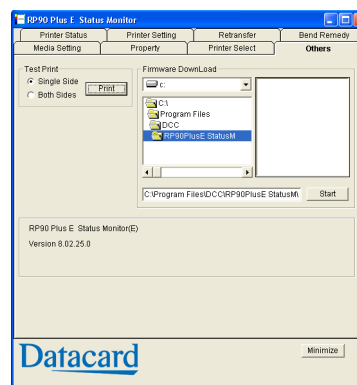 RP90 Plus E Status Monitor
Printer Status Printer Setting Retransfer Bend Remedy
Media Setting Property Printer Select Others
Test Print
Single Side
Both Sides
Print
Firmware DownLoad
c:
C:\
Program Files
DCC
RP90PlusE StatusM
C:\Program Files\DCC\RP90PlusE StatusM\
Start
RP90 Plus E Status Monitor(E)
Version 8.02.25.0
Datacard
Minimize